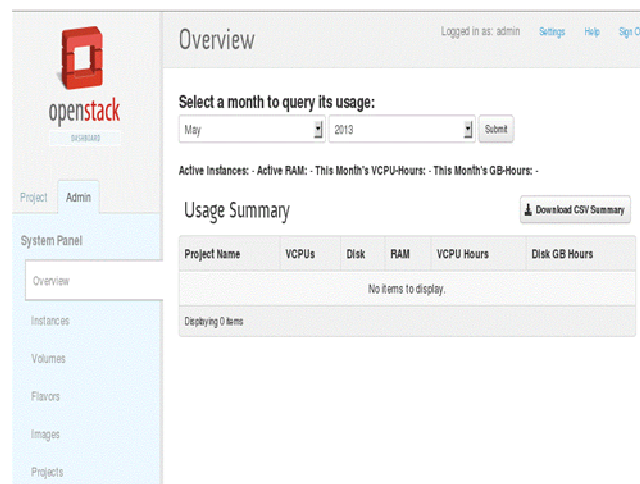 openstack
DASHBOARD
Project Admin
System Panel
Overview
Instances
Volumes
Flavors
Images
Projects
Overview
Logged in as: admin Settings Help Sign O
Select a month to query its usage:
May 2013 Submit
Active Instances: - Active RAM: - This Month's VCPU-Hours: - This Month's GB-Hours: -
Usage Summary
Download CSV Summary
Project Name VCPUs Disk RAM VCPU Hours Disk GB Hours
No items to display.
Displaying 0 items